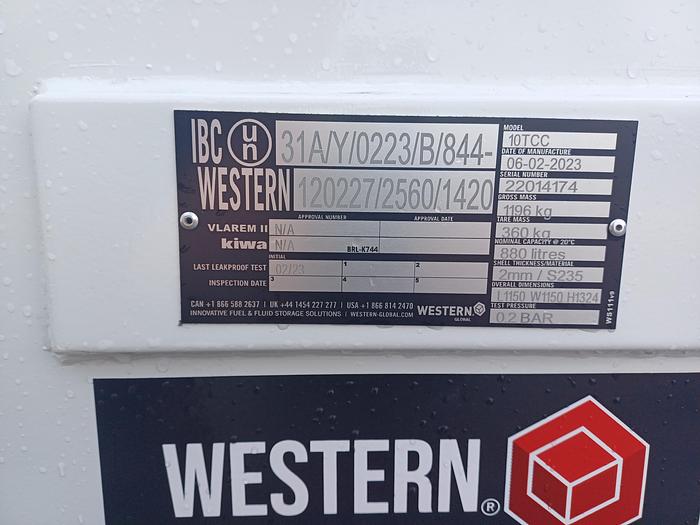 IBC UN 31A/Y/0223/B/844-
WESTERN 120227/2560/1420
APPROVAL NUMBER APPROVAL DATE
VLAREM II N/A
kiwa N/A BRL-K744
INITIAL 1 2
LAST LEAKPROOF TEST 02/23
INSPECTION DATE 3 4 5
CAN +1 866 588 2637 | UK +44 1454 227 277 | USA +1 866 814 2470
INNOVATIVE FUEL & FLUID STORAGE SOLUTIONS | WESTERN-GLOBAL.COM
WESTERN
GLOBAL
MODEL
10TCC
DATE OF MANUFACTURE
06-02-2023
SERIAL NUMBER
22014174
GROSS MASS
1196 kg
TARE MASS
360 kg
NOMINAL CAPACITY @ 20°C
880 litres
SHELL THICKNESS/MATERIAL
2mm / S235
OVERALL DIMENSIONS
L1150 W1150 H1324
TEST PRESSURE
0.2 BAR
WS111v9
WESTERN®